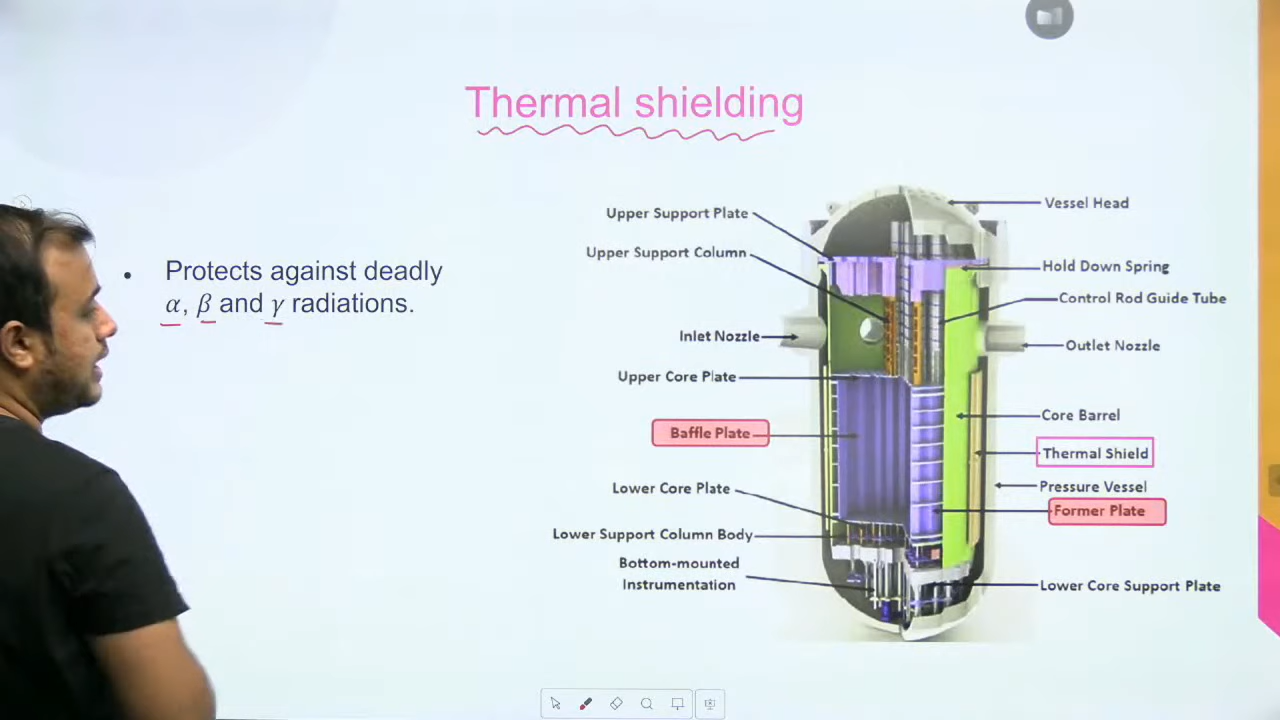 Thermal shielding
• Protects against deadly
α, β and γ radiations.
Upper Support Plate
Upper Support Column
Inlet Nozzle
Upper Core Plate
Baffle Plate
Lower Core Plate
Lower Support Column Body
Bottom-mounted
Instrumentation
Vessel Head
Hold Down Spring
Control Rod Guide Tube
Outlet Nozzle
Core Barrel
Thermal Shield
Pressure Vessel
Former Plate
Lower Core Support Plate